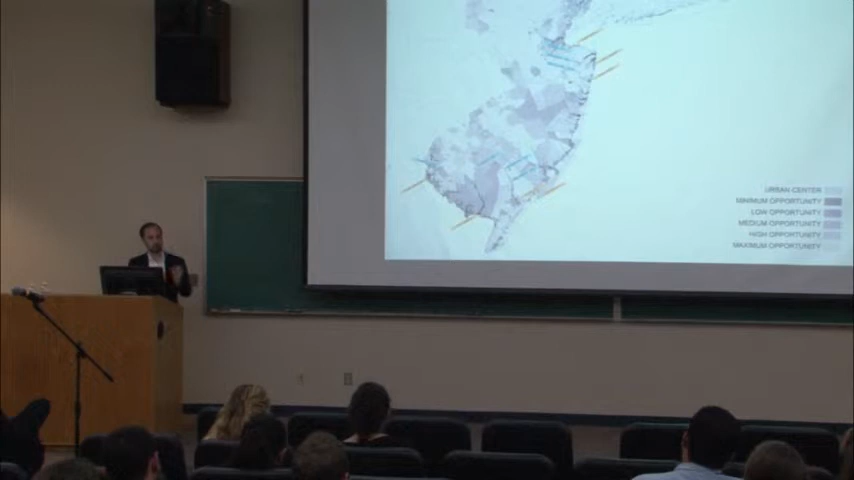 URBAN CENTER
MINIMUM OPPORTUNITY
LOW OPPORTUNITY
MEDIUM OPPORTUNITY
HIGH OPPORTUNITY
MAXIMUM OPPORTUNITY